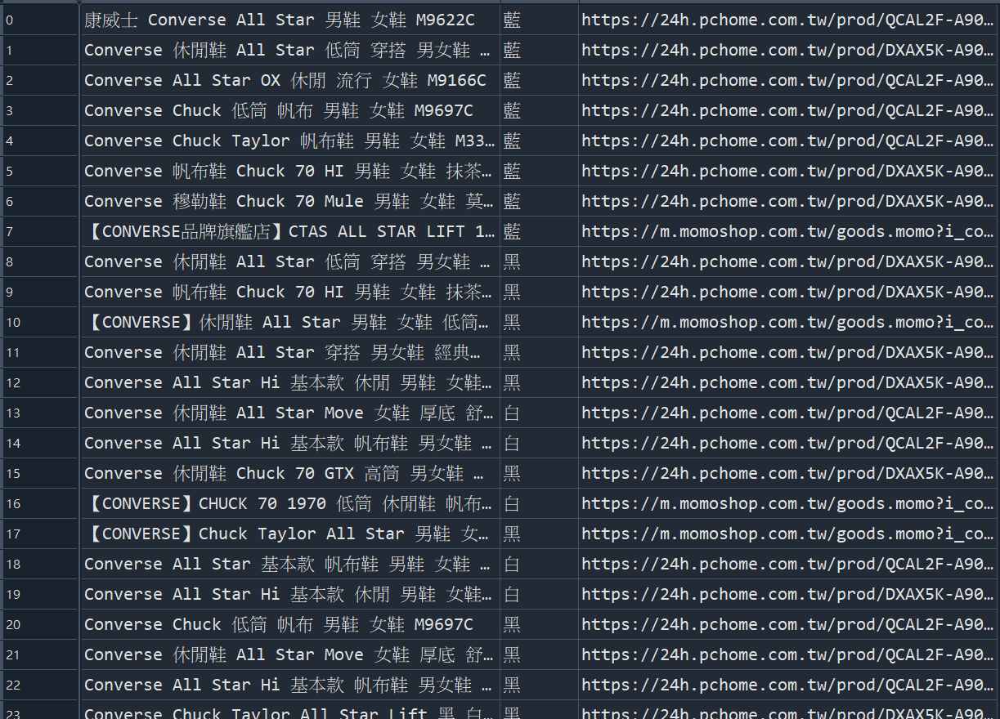 0 康威士 Converse All Star 男鞋 女鞋 M9622C 藍 https://24h.pchome.com.tw/prod/QCAL2F-A90…
1 Converse 休閒鞋 All Star 低筒 穿搭 男女鞋 … 藍 https://24h.pchome.com.tw/prod/DXAX5K-A90…
2 Converse All Star OX 休閒 流行 女鞋 M9166C 藍 https://24h.pchome.com.tw/prod/QCAL2F-A90…
3 Converse Chuck 低筒 帆布 男鞋 女鞋 M9697C 藍 https://24h.pchome.com.tw/prod/QCAL2F-A90…
4 Converse Chuck Taylor 帆布鞋 男鞋 女鞋 M33… 藍 https://24h.pchome.com.tw/prod/QCAL2F-A90…
5 Converse 帆布鞋 Chuck 70 HI 男鞋 女鞋 抹茶… 藍 https://24h.pchome.com.tw/prod/DXAX5K-A90…
6 Converse 穆勒鞋 Chuck 70 Mule 男鞋 女鞋 莫… 藍 https://24h.pchome.com.tw/prod/DXAX5K-A90…
7 【CONVERSE品牌旗艦店】CTAS ALL STAR LIFT 1… 藍 https://m.momoshop.com.tw/goods.momo?i_co…
8 Converse 休閒鞋 All Star 低筒 穿搭 男女鞋 … 黑 https://24h.pchome.com.tw/prod/DXAX5K-A90…
9 Converse 帆布鞋 Chuck 70 HI 男鞋 女鞋 抹茶… 黑 https://24h.pchome.com.tw/prod/DXAX5K-A90…
10 【CONVERSE】休閒鞋 All Star 男鞋 女鞋 低筒… 黑 https://m.momoshop.com.tw/goods.momo?i_co…
11 Converse 休閒鞋 All Star 穿搭 男女鞋 經典… 黑 https://24h.pchome.com.tw/prod/DXAX5K-A90…
12 Converse All Star Hi 基本款 休閒 男鞋 女鞋… 黑 https://24h.pchome.com.tw/prod/DXAX5K-A90…
13 Converse 休閒鞋 All Star Move 女鞋 厚底 舒… 白 https://24h.pchome.com.tw/prod/QCAL2F-A90…
14 Converse All Star Hi 基本款 帆布鞋 男女鞋 … 白 https://24h.pchome.com.tw/prod/QCAL2F-A90…
15 Converse 休閒鞋 Chuck 70 GTX 高筒 男女鞋 … 黑 https://24h.pchome.com.tw/prod/DXAX5K-A90…
16 【CONVERSE】CHUCK 70 1970 低筒 休閒鞋 帆布… 白 https://m.momoshop.com.tw/goods.momo?i_co…
17 【CONVERSE】Chuck Taylor All Star 男鞋 女… 黑 https://m.momoshop.com.tw/goods.momo?i_co…
18 Converse All Star 基本款 帆布鞋 男鞋 女鞋 … 白 https://24h.pchome.com.tw/prod/QCAL2F-A90…
19 Converse All Star Hi 基本款 休閒 男鞋 女鞋… 白 https://24h.pchome.com.tw/prod/DXAX5K-A90…
20 Converse Chuck 低筒 帆布 男鞋 女鞋 M9697C 黑 https://24h.pchome.com.tw/prod/QCAL2F-A90…
21 Converse 休閒鞋 All Star Move 女鞋 厚底 舒… 黑 https://24h.pchome.com.tw/prod/QCAL2F-A90…
22 Converse All Star Hi 基本款 帆布鞋 男女鞋 … 黑 https://24h.pchome.com.tw/prod/QCAL2F-A90…
23 Converse Chuck Taylor All Star Lift 黑 白… 黑 https://24h.pchome.com.tw/prod/DXAX5K-A90…